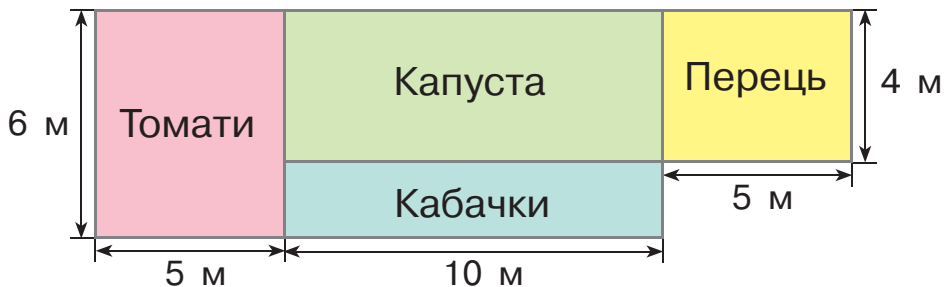 Капуста
Перець
4 м
6 м
Томати
Кабачки
5 м
5 м
10 м